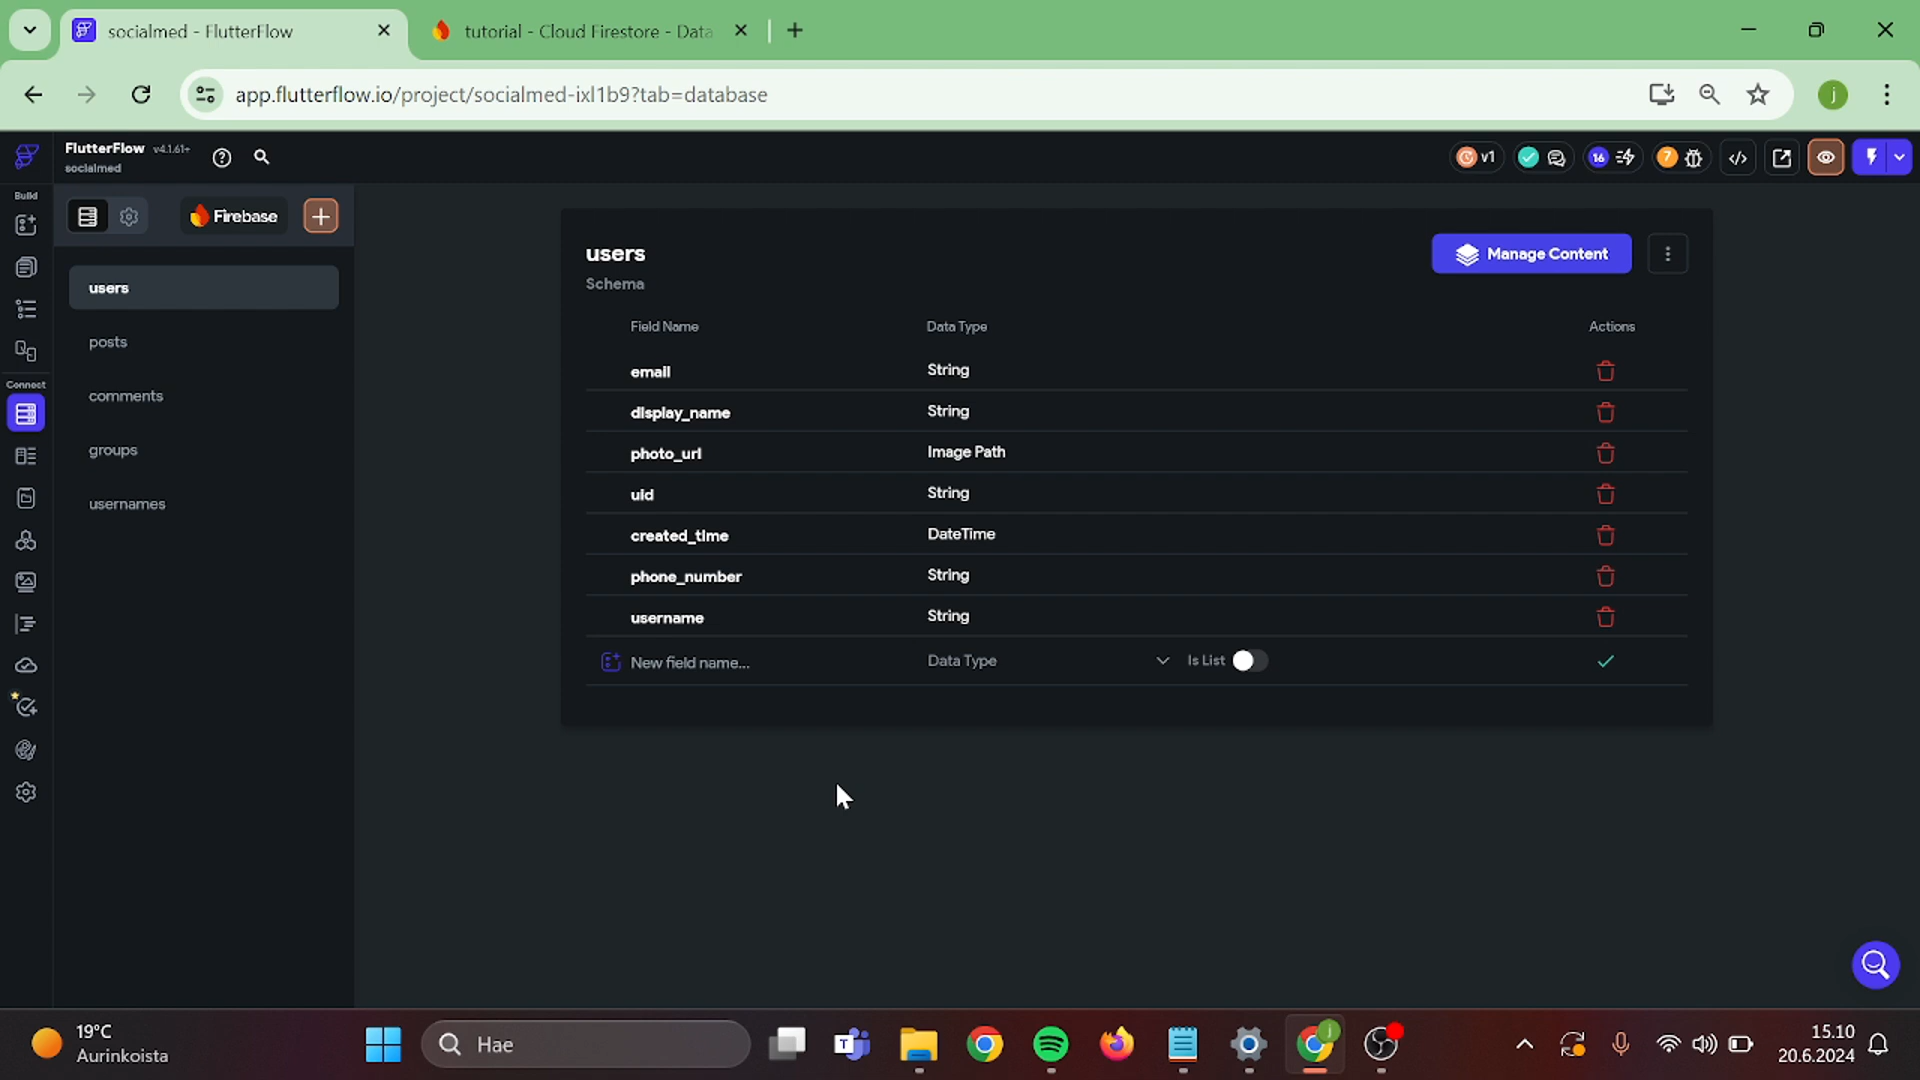 socialmed - FlutterFlow
tutorial - Cloud Firestore - Data
app.flutterflow.io/project/socialmed-ixl1b9?tab=database
j
FlutterFlow v4.1.61+
socialmed
v1
16
7
Build
Firebase
Connect
users
posts
comments
groups
usernames
users
Schema
Manage Content
Field Name Data Type Actions
email String
display_name String
photo_url Image Path
uid String
created_time DateTime
phone_number String
username String
New field name... Data Type Is List
19°C
Aurinkoista
Hae
T
j
15.10
20.6.2024